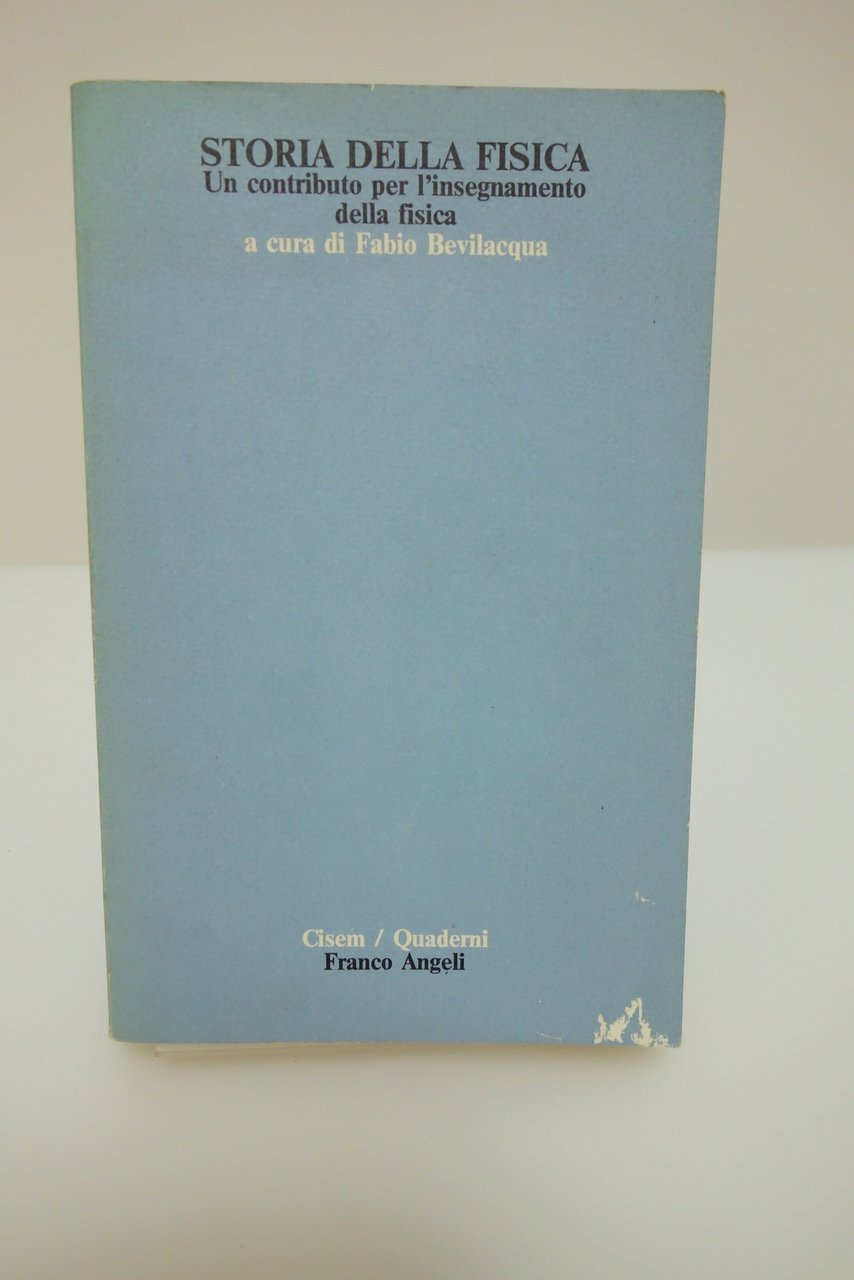 STORIA DELLA FISICA
Un contributo per l'insegnamento
della fisica
a cura di Fabio Bevilacqua
Cisem / Quaderni
Franco Angeli